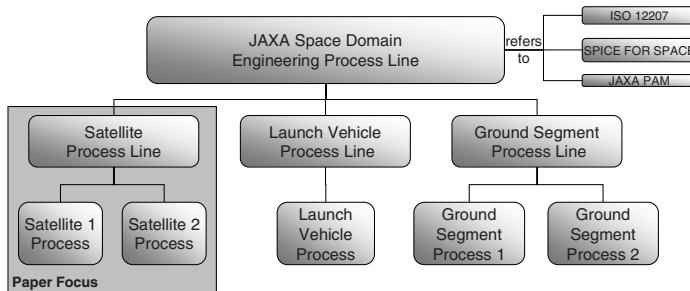 JAXA Space Domain
Engineering Process Line
refers
to
ISO 12207
SPICE FOR SPACE
JAXA PAM
Satellite
Process Line
Launch Vehicle
Process Line
Ground Segment
Process Line
Satellite 1
Process
Satellite 2
Process
Launch
Vehicle
Process
Ground
Segment
Process 1
Ground
Segment
Process 2
Paper Focus